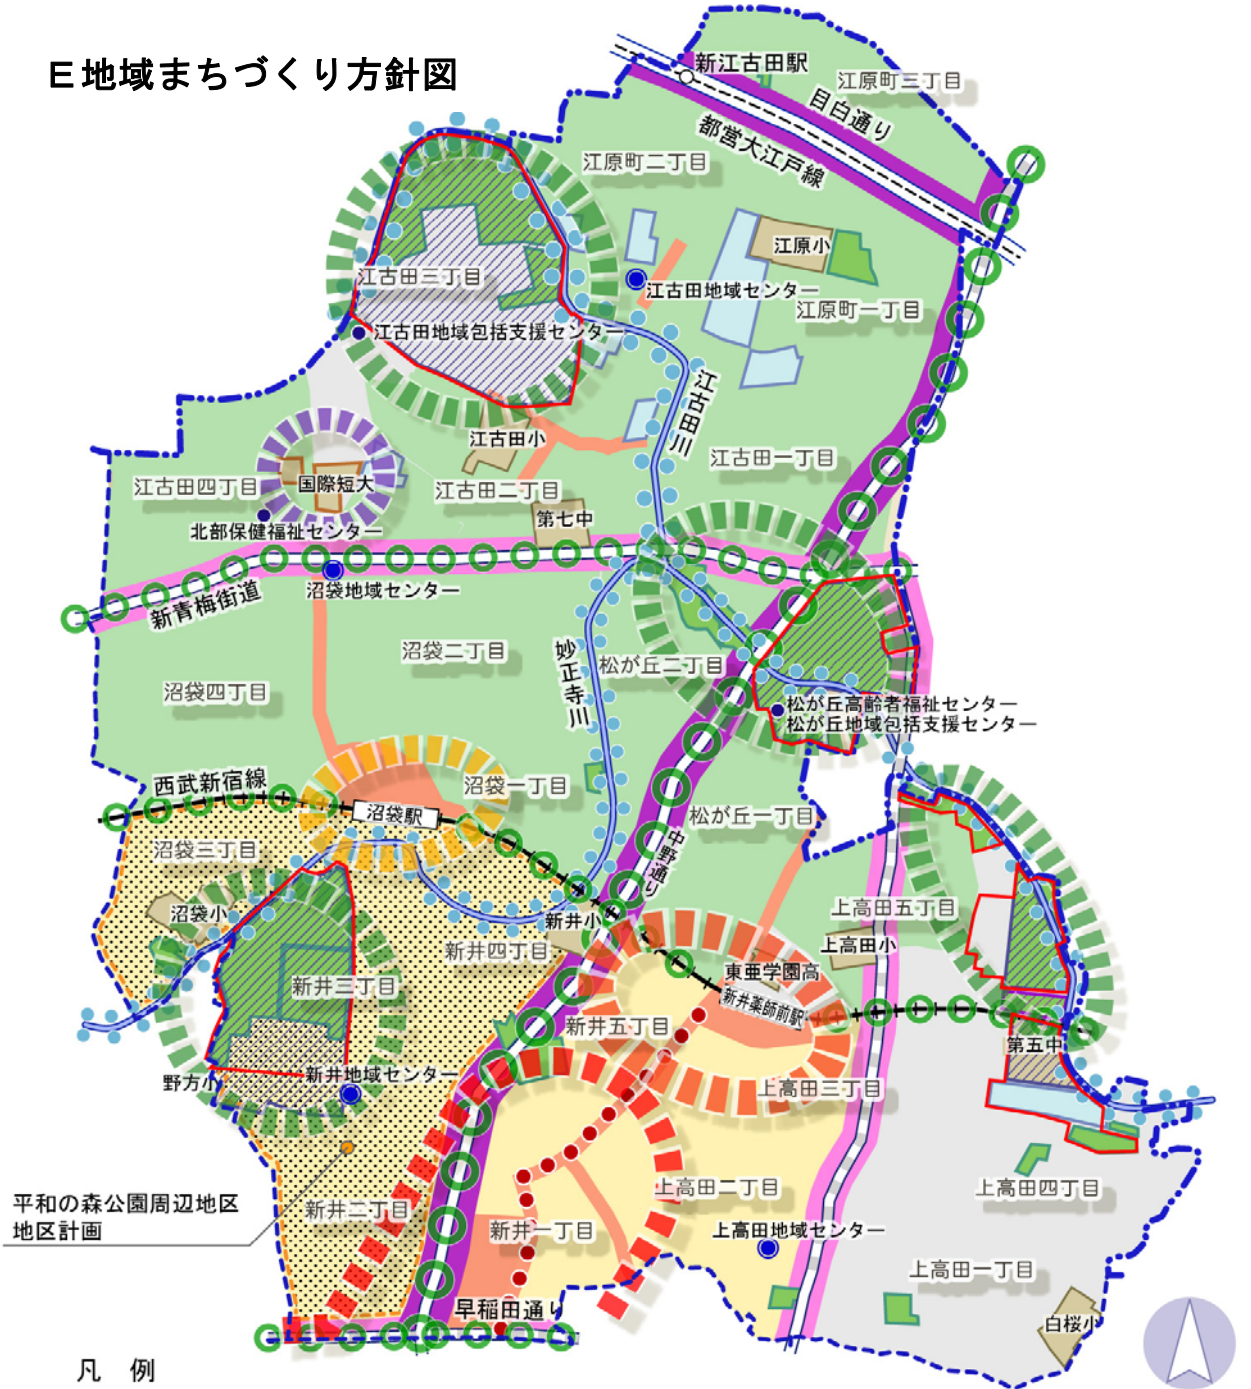 E地域まちづくり方針図
新江古田駅
江原町三丁目
目白通り
都営大江戸線
江原町二丁目
江原小
江古田三丁目
江古田地域センター
江原町一丁目
江古田地域包括支援センター
江古田川
江古田小
江古田一丁目
江古田四丁目
国際短大
江古田二丁目
第七中
北部保健福祉センター
新青梅街道
沼袋地域センター
沼袋二丁目
妙正寺川
松が丘二丁目
沼袋四丁目
松が丘高齢者福祉センター
松が丘地域包括支援センター
西武新宿線
沼袋一丁目
沼袋駅
松が丘一丁目
沼袋三丁目
中野通り
沼袋小
新井小
上高田五丁目
新井四丁目
上高田小
東亜学園高
新井三丁目
新井薬師前駅
新井五丁目
第五中
野方小
新井地域センター
上高田三丁目
平和の森公園周辺地区
地区計画
新井二丁目
上高田二丁目
上高田四丁目
新井一丁目
上高田地域センター
上高田一丁目
早稲田通り
白桜小
凡 例